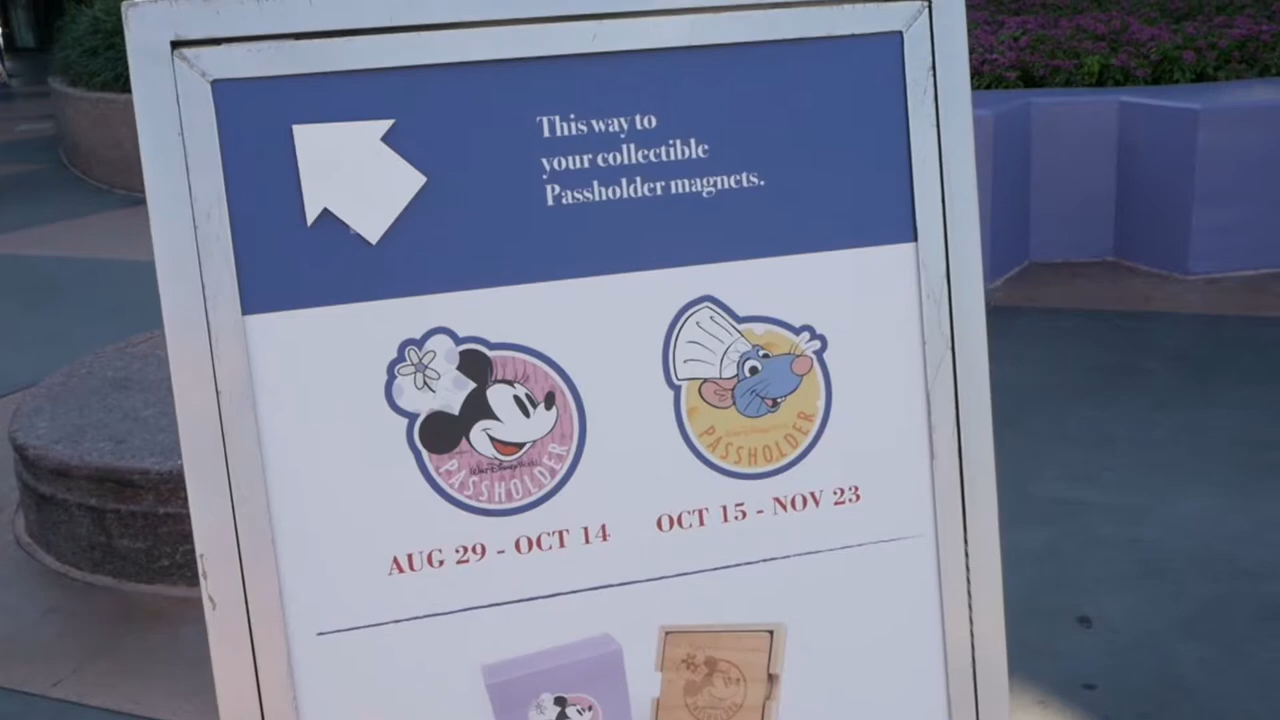 This way to
your collectible
Passholder magnets.
Walt Disney World
PASSHOLDER
PASSHOLDER
AUG 29 - OCT 14
OCT 15 - NOV 23
PASSHOLDER